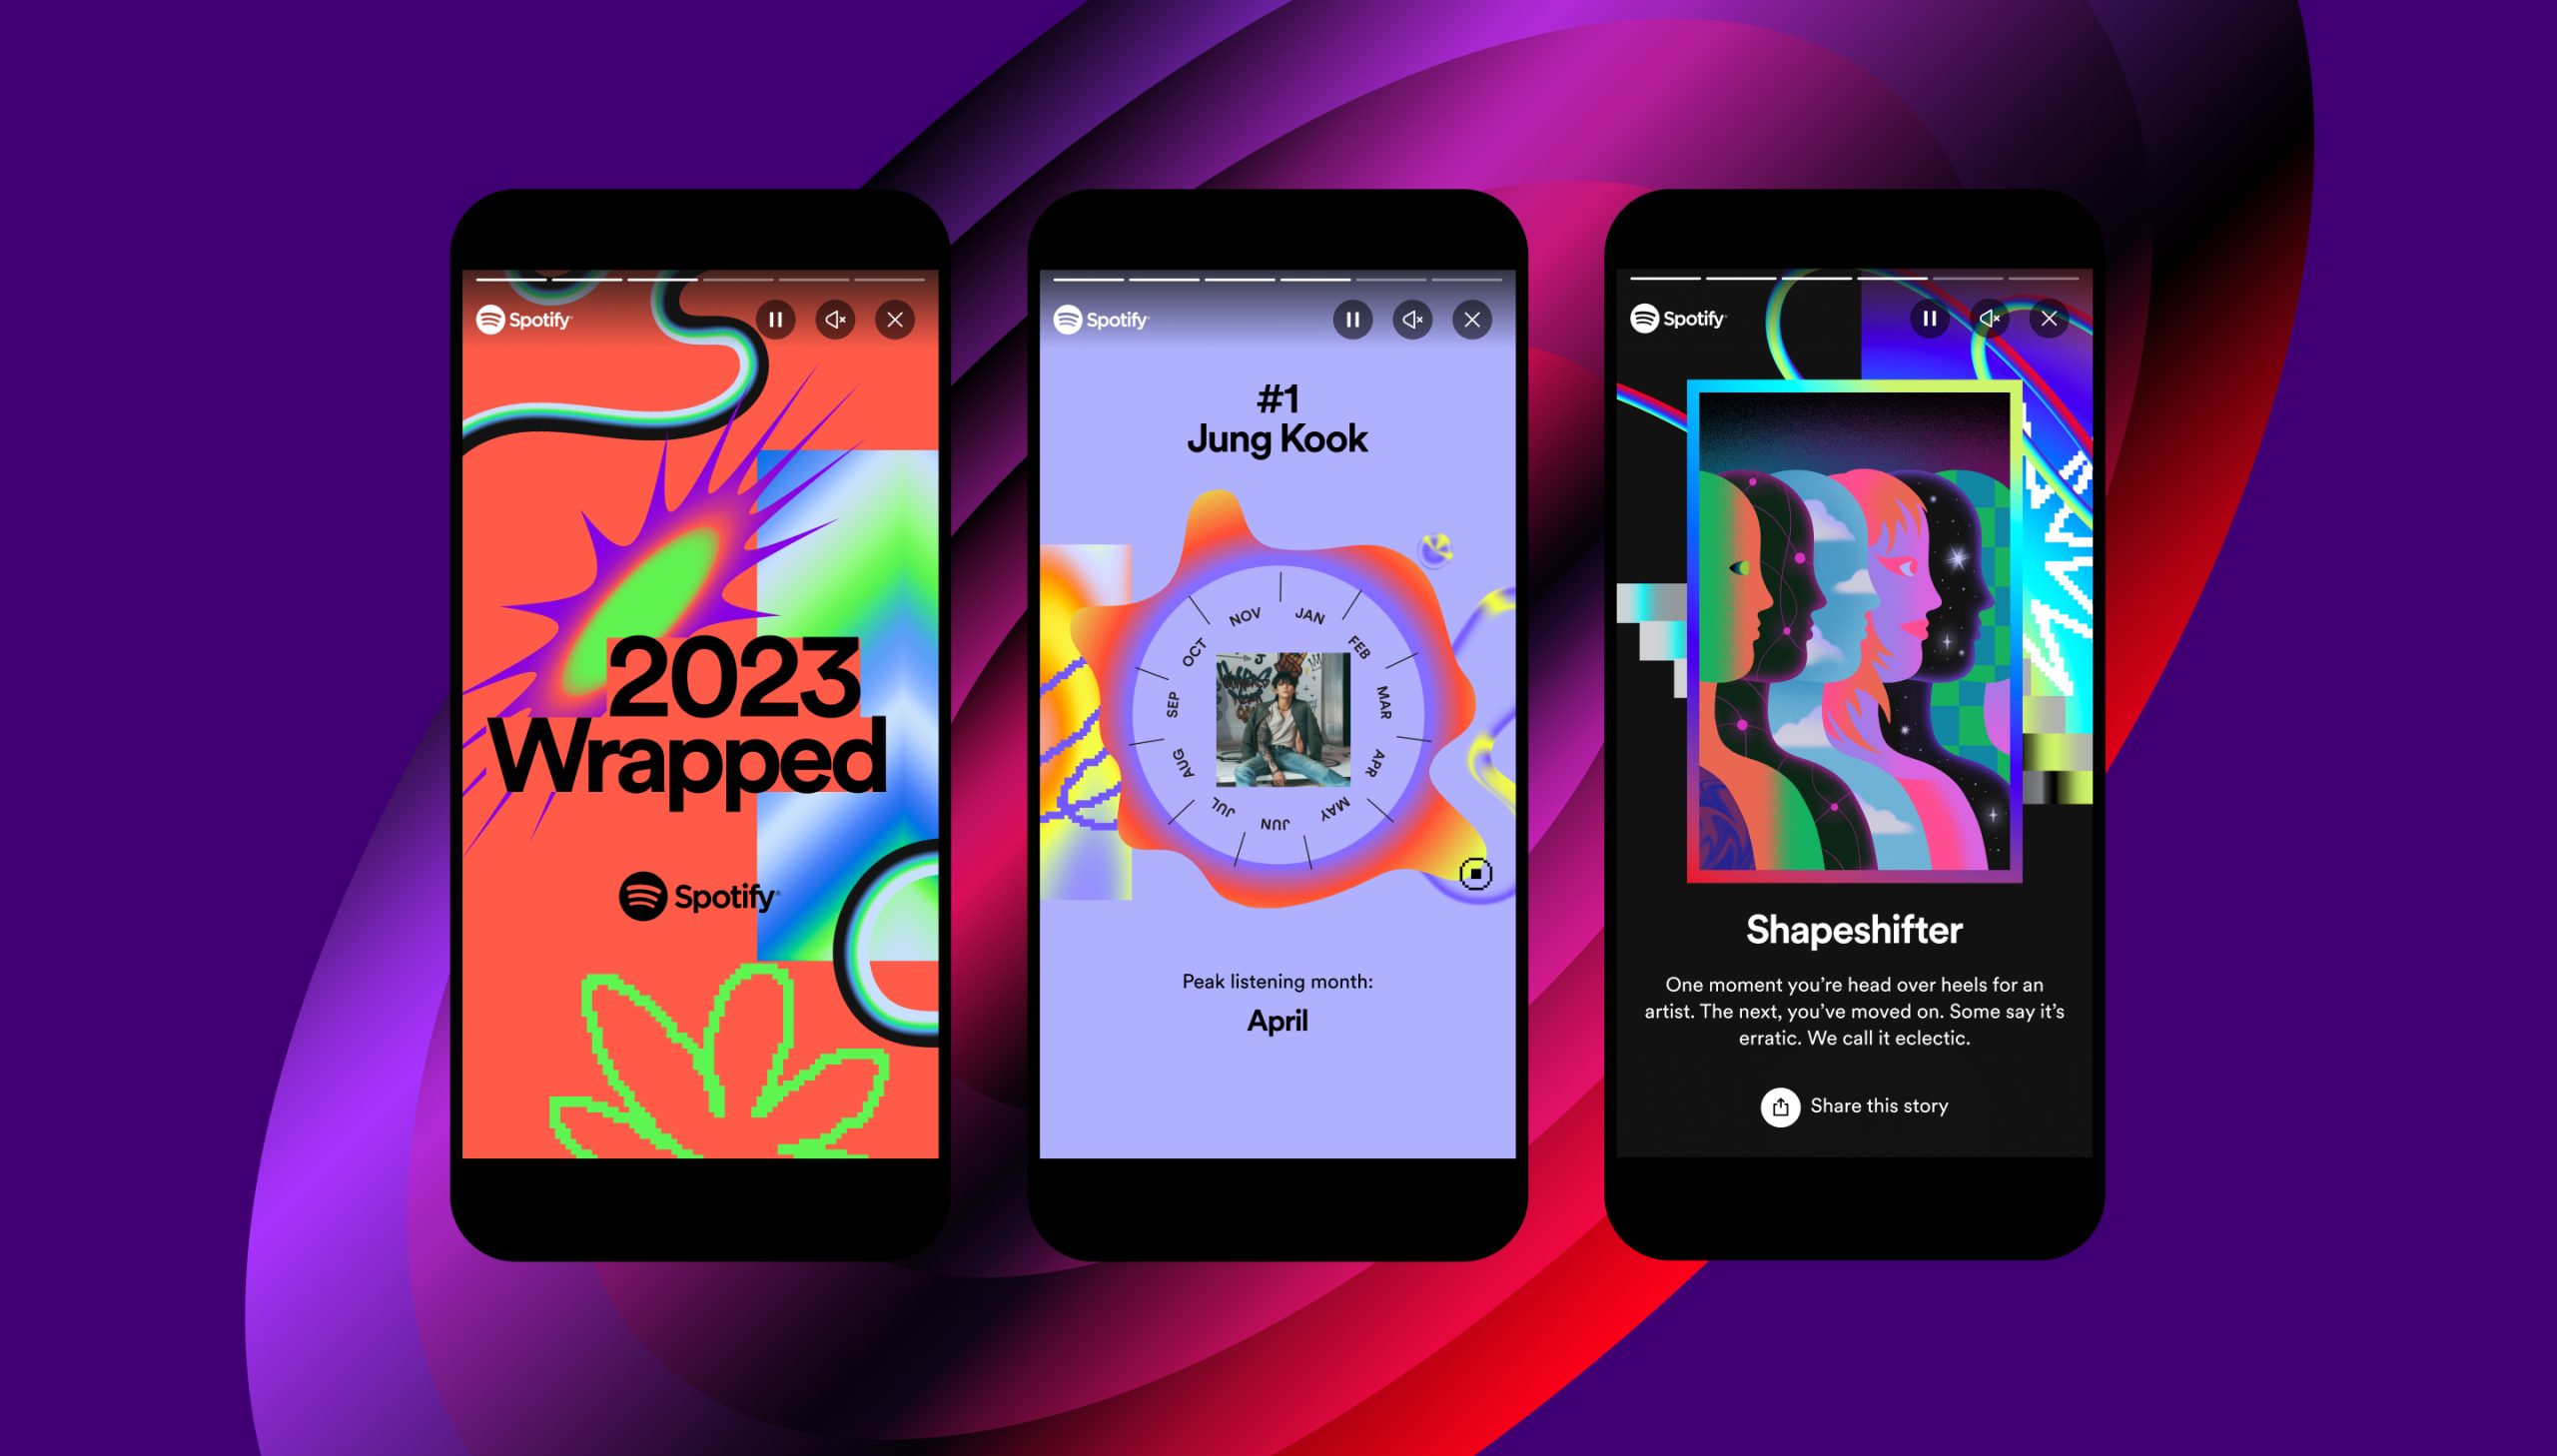 Spotify
2023
Wrapped
Spotify
Spotify
#1
Jung Kook
JAN
FEB
MAR
APR
MAY
JUN
JUL
AUG
SEP
OCT
NOV
Peak listening month:
April
Spotify
Shapeshifter
One moment you’re head over heels for an
artist. The next, you’ve moved on. Some say it’s
erratic. We call it eclectic.
Share this story